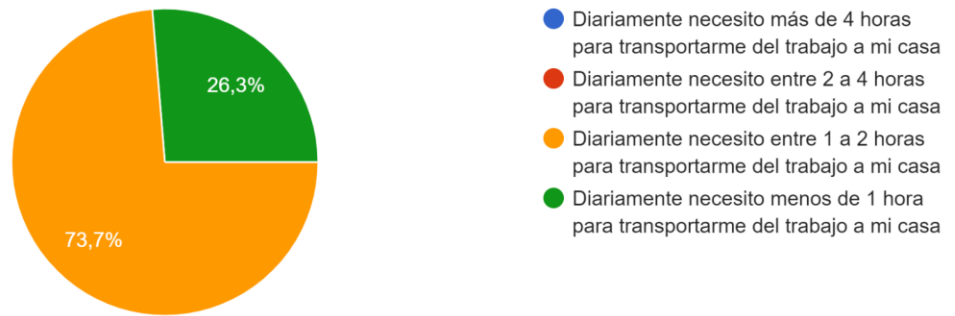 26,3%
73,7%
Diariamente necesito más de 4 horas
para transportarme del trabajo a mi casa
Diariamente necesito entre 2 a 4 horas
para transportarme del trabajo a mi casa
Diariamente necesito entre 1 a 2 horas
para transportarme del trabajo a mi casa
Diariamente necesito menos de 1 hora
para transportarme del trabajo a mi casa